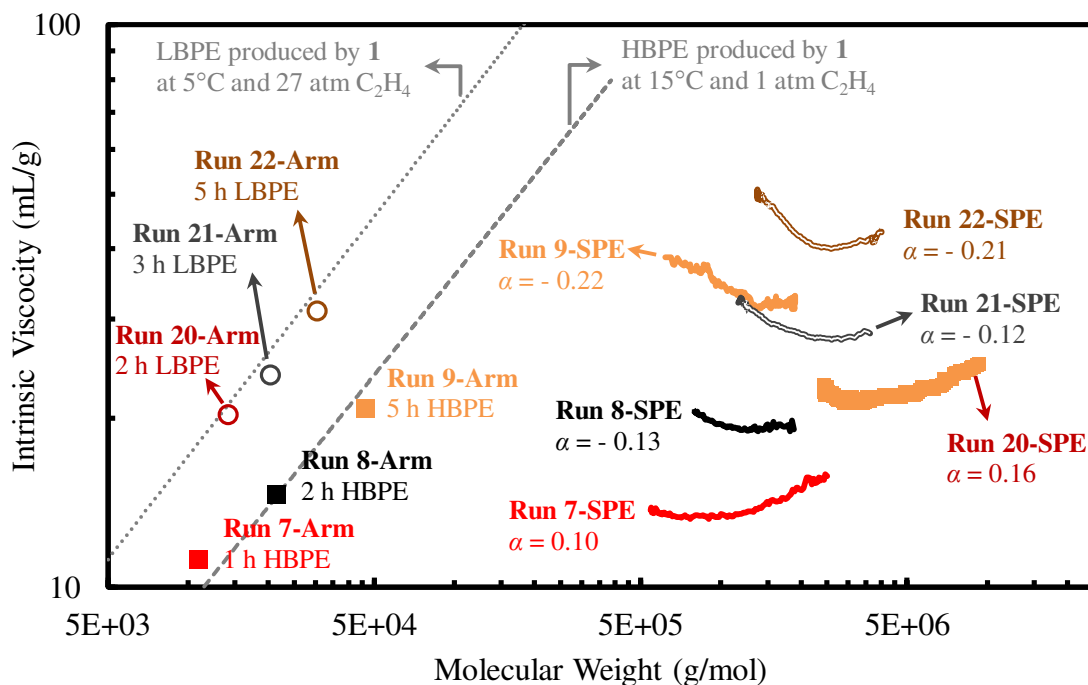 100
LBPE produced by 1
at 5°C and 27 atm C₂H₄
HBPE produced by 1
at 15°C and 1 atm C₂H₄
Run 22-Arm
5 h LBPE
Run 21-Arm
3 h LBPE
Run 20-Arm
2 h LBPE
Run 9-SPE
α = - 0.22
Run 22-SPE
α = - 0.21
Run 21-SPE
α = - 0.12
Run 9-Arm
5 h HBPE
Run 8-SPE
α = - 0.13
Run 20-SPE
α = 0.16
Run 8-Arm
2 h HBPE
Run 7-SPE
α = 0.10
Run 7-Arm
1 h HBPE
10
5E+03 5E+04 5E+05 5E+06
Molecular Weight (g/mol)
Intrinsic Viscocity (mL/g)